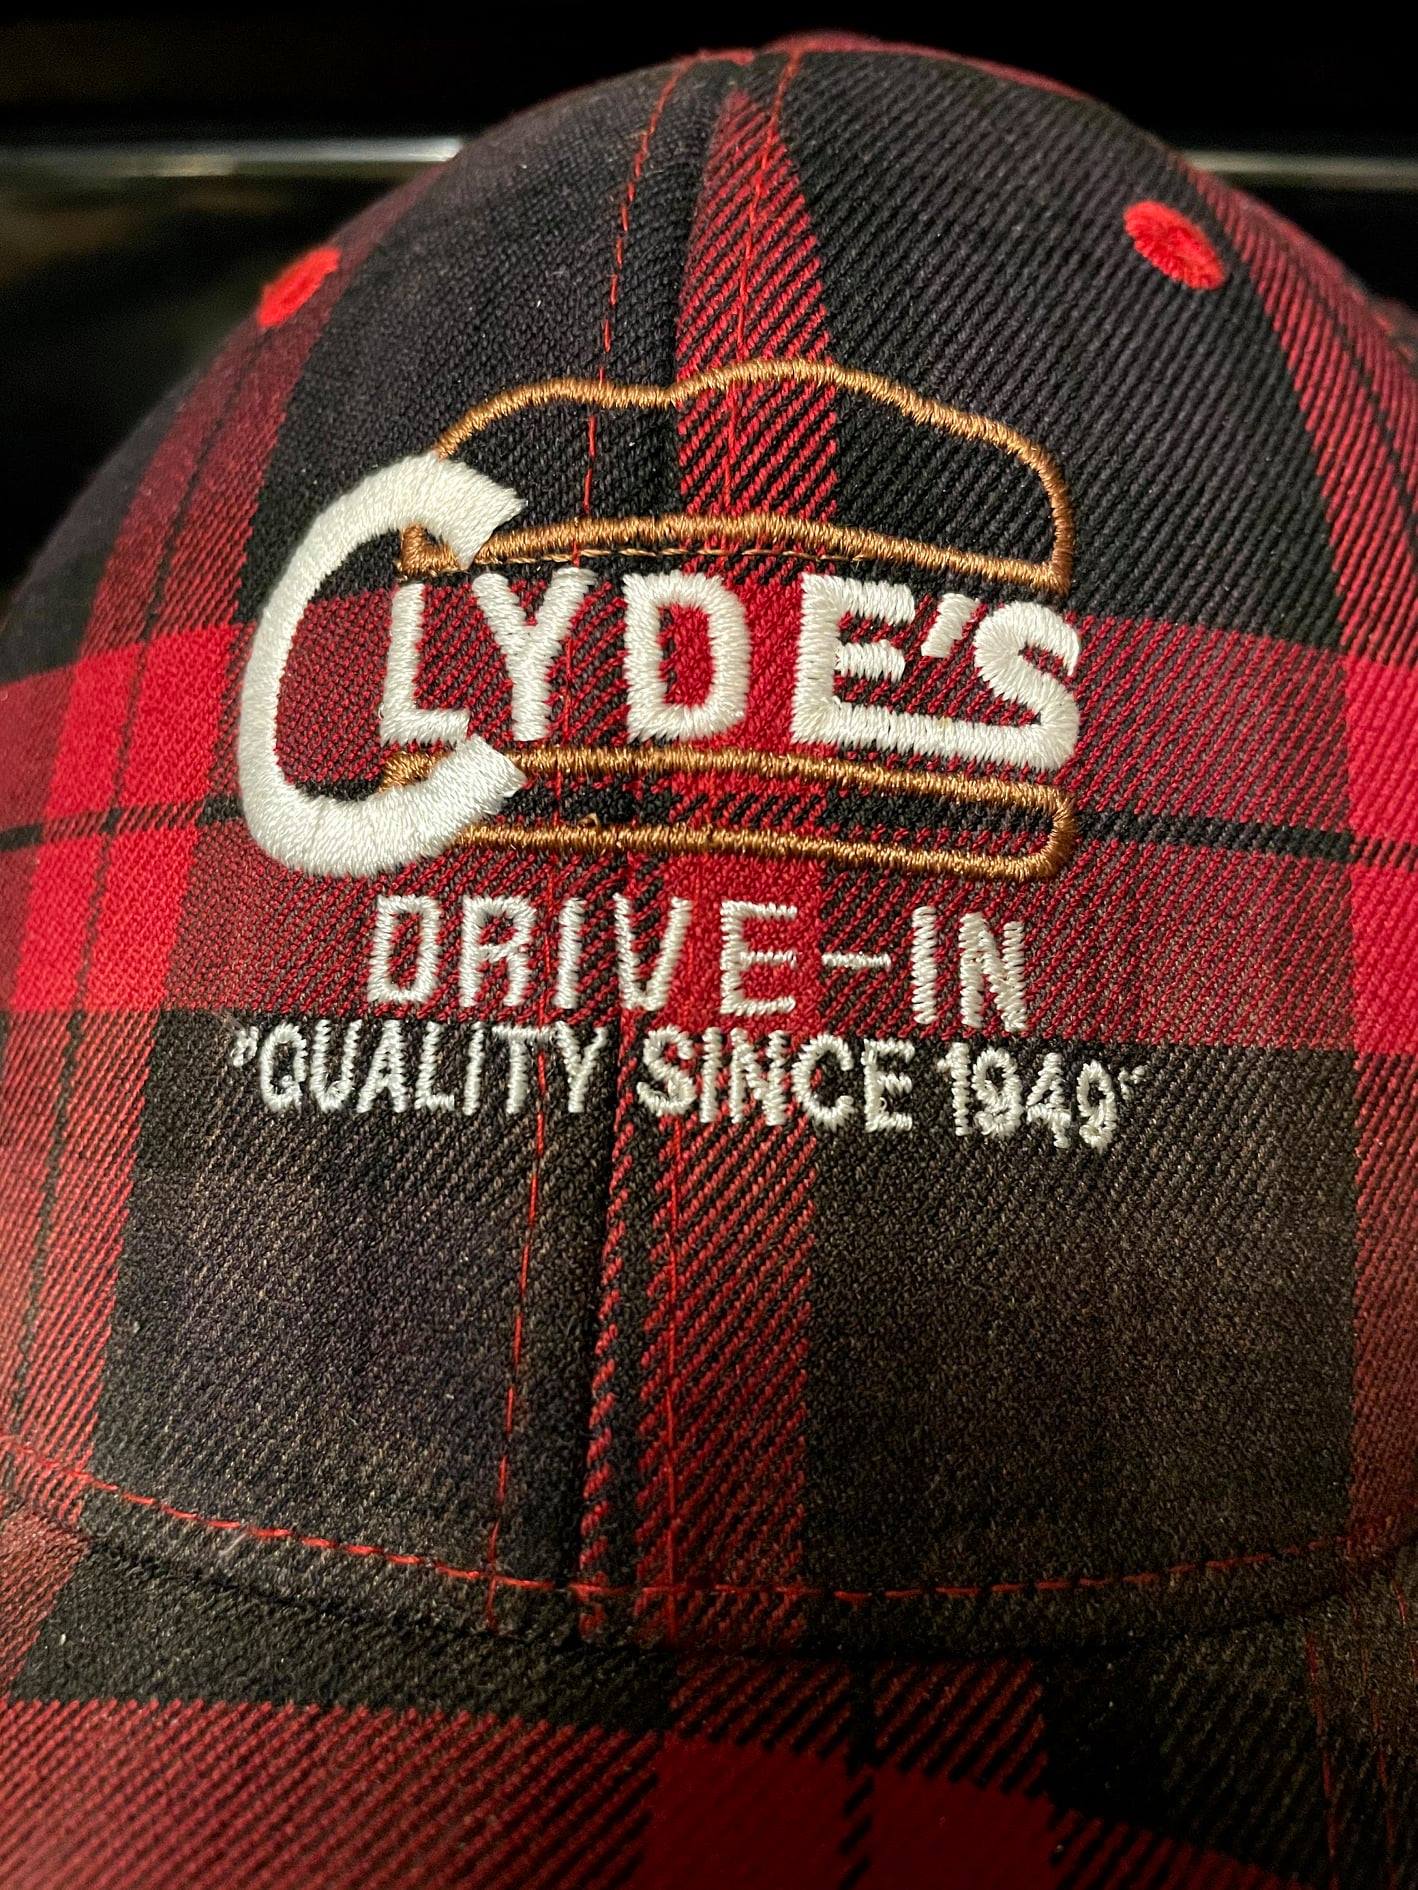 CLYDE'S
DRIVE-IN
"QUALITY SINCE 1949"